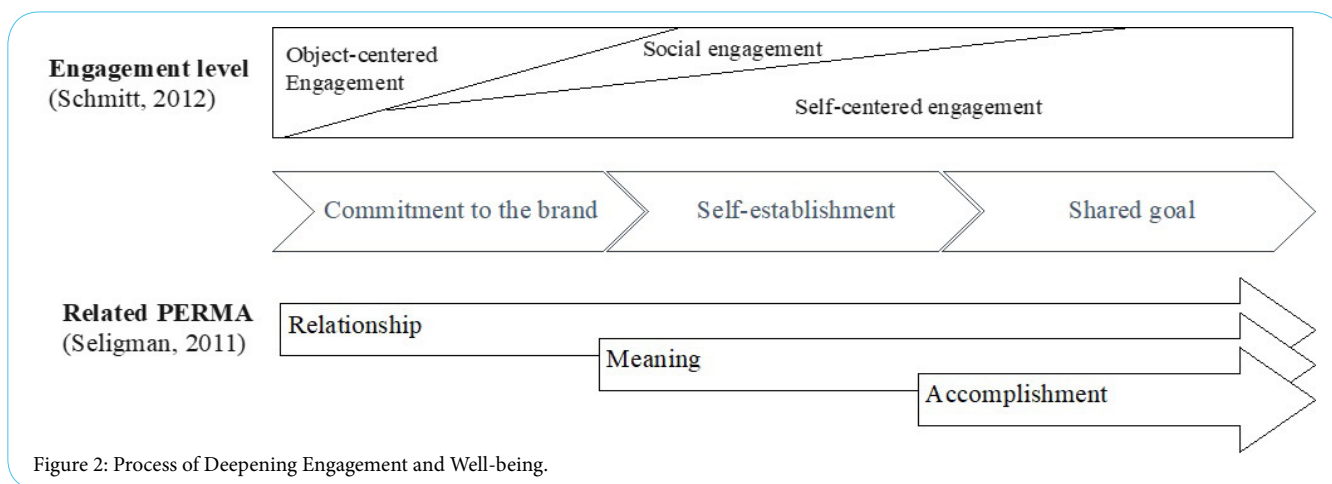 Engagement level
(Schmitt, 2012)
Object-centered
Engagement
Social engagement
Self-centered engagement
Commitment to the brand
Self-establishment
Shared goal
Related PERMA
(Seligman, 2011)
Relationship
Meaning
Accomplishment
Figure 2: Process of Deepening Engagement and Well-being.